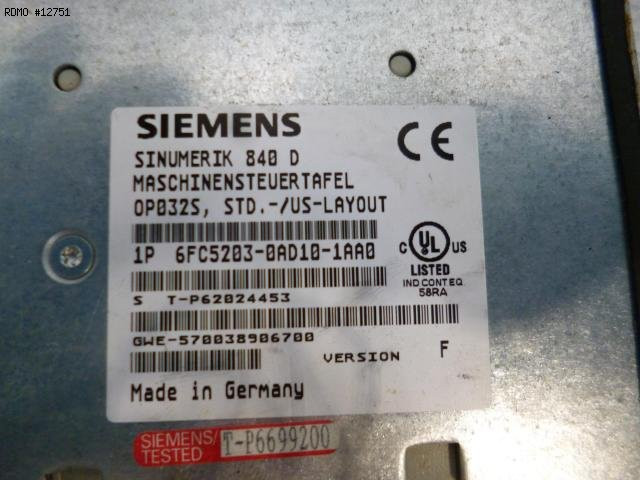 RDMO #12751
SIEMENS
CE
SINUMERIK 840 D
MASCHINENSTEUERTAFEL
OP032S, STD.-/US-LAYOUT
1P 6FC5203-0AD10-1AA0
C UL US
LISTED
IND CONT EQ.
58RA
S T-P62024453
GWE-570038906700
VERSION F
Made in Germany
SIEMENS/
TESTED
T-P6699200